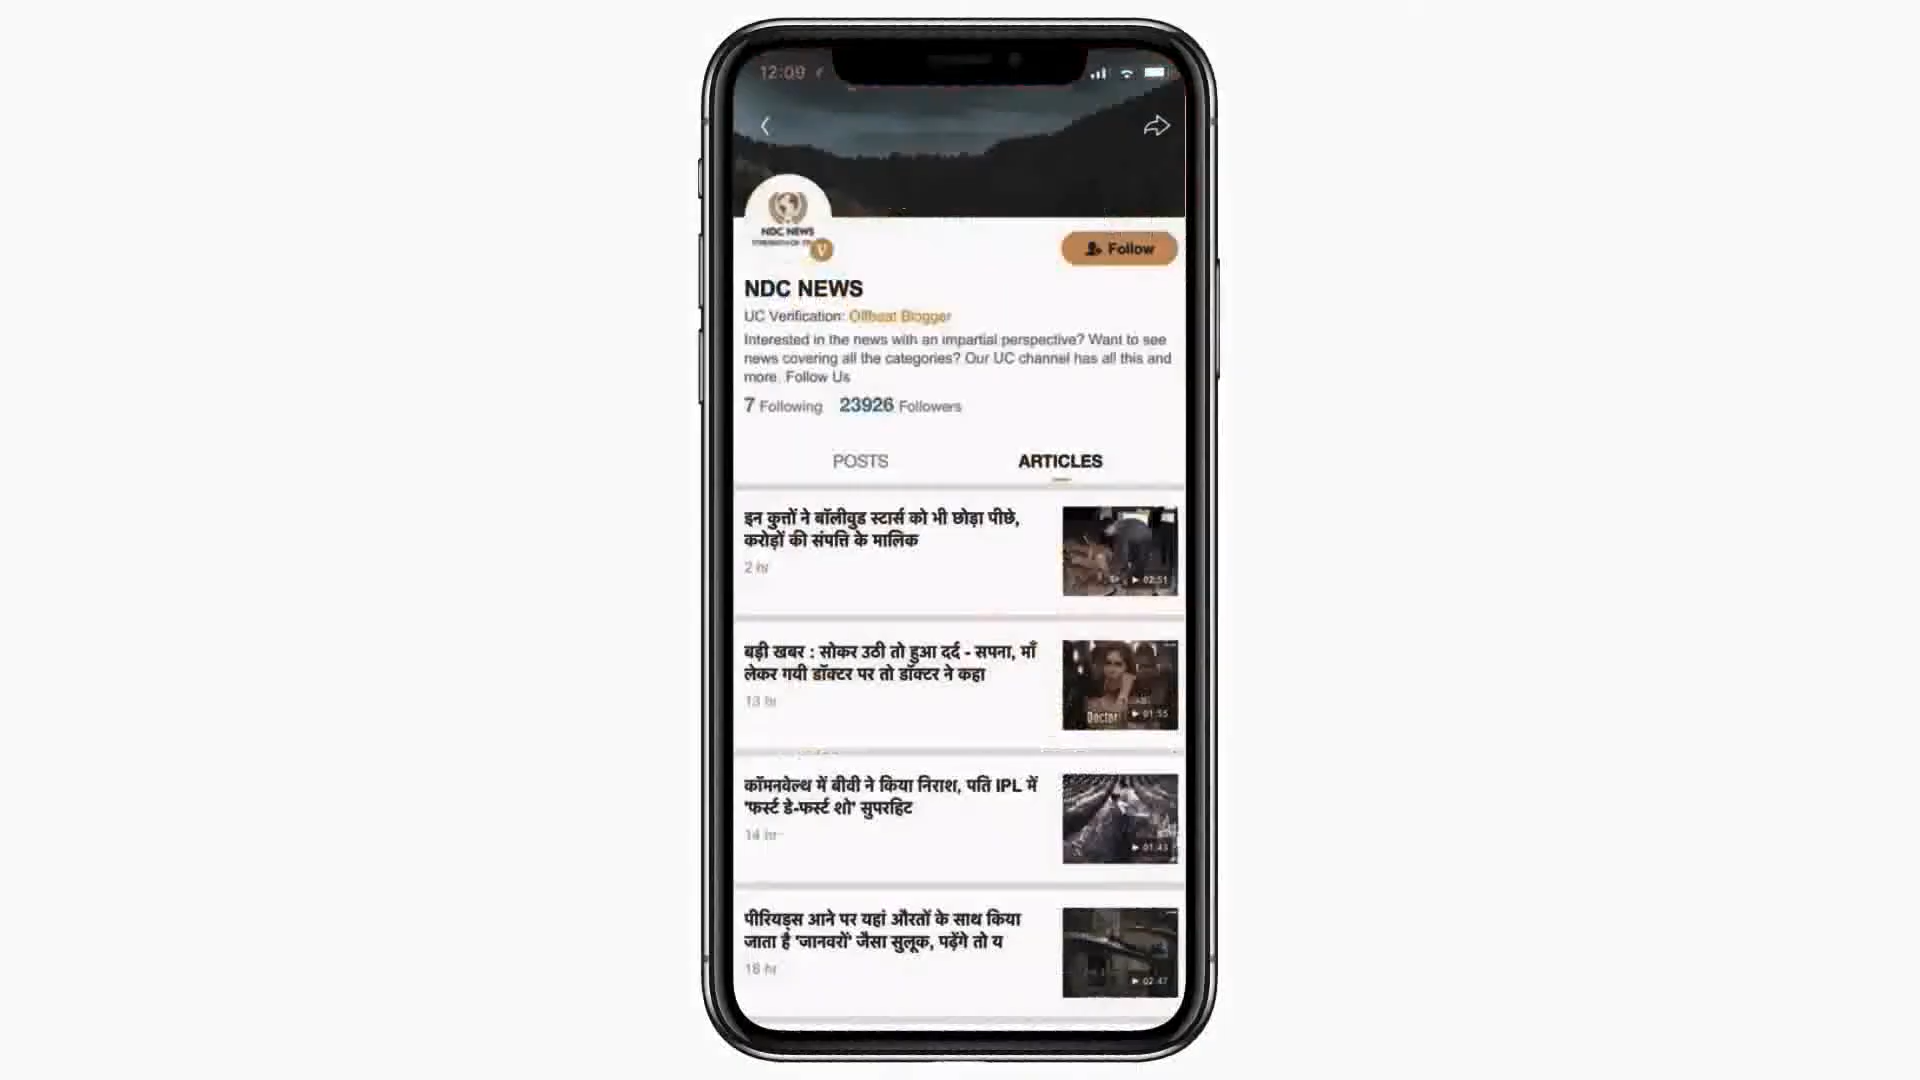 12:09
NDC NEWS
Follow
NDC NEWS
UC Verification: Offbeat Blogger
Interested in the news with an impartial perspective? Want to see
news covering all the categories? Our UC channel has all this and
more. Follow Us
7 Following 23926 Followers
POSTS ARTICLES
इन कुत्तों ने बॉलीवुड स्टार्स को भी छोड़ा पीछे,
करोड़ों की संपत्ति के मालिक
2 hr
02:51
बड़ी खबर : सोकर उठी तो हुआ दर्द - सपना, माँ
लेकर गयी डॉक्टर पर तो डॉक्टर ने कहा
13 hr
Doctor
01:55
कॉमनवेल्थ में बीवी ने किया निराश, पति IPL में
'फर्स्ट डे-फर्स्ट शो' सुपरहिट
14 hr
01:43
पीरियड्स आने पर यहां औरतों के साथ किया
जाता है 'जानवरों' जैसा सुलूक, पढ़ेंगे तो य
02:47